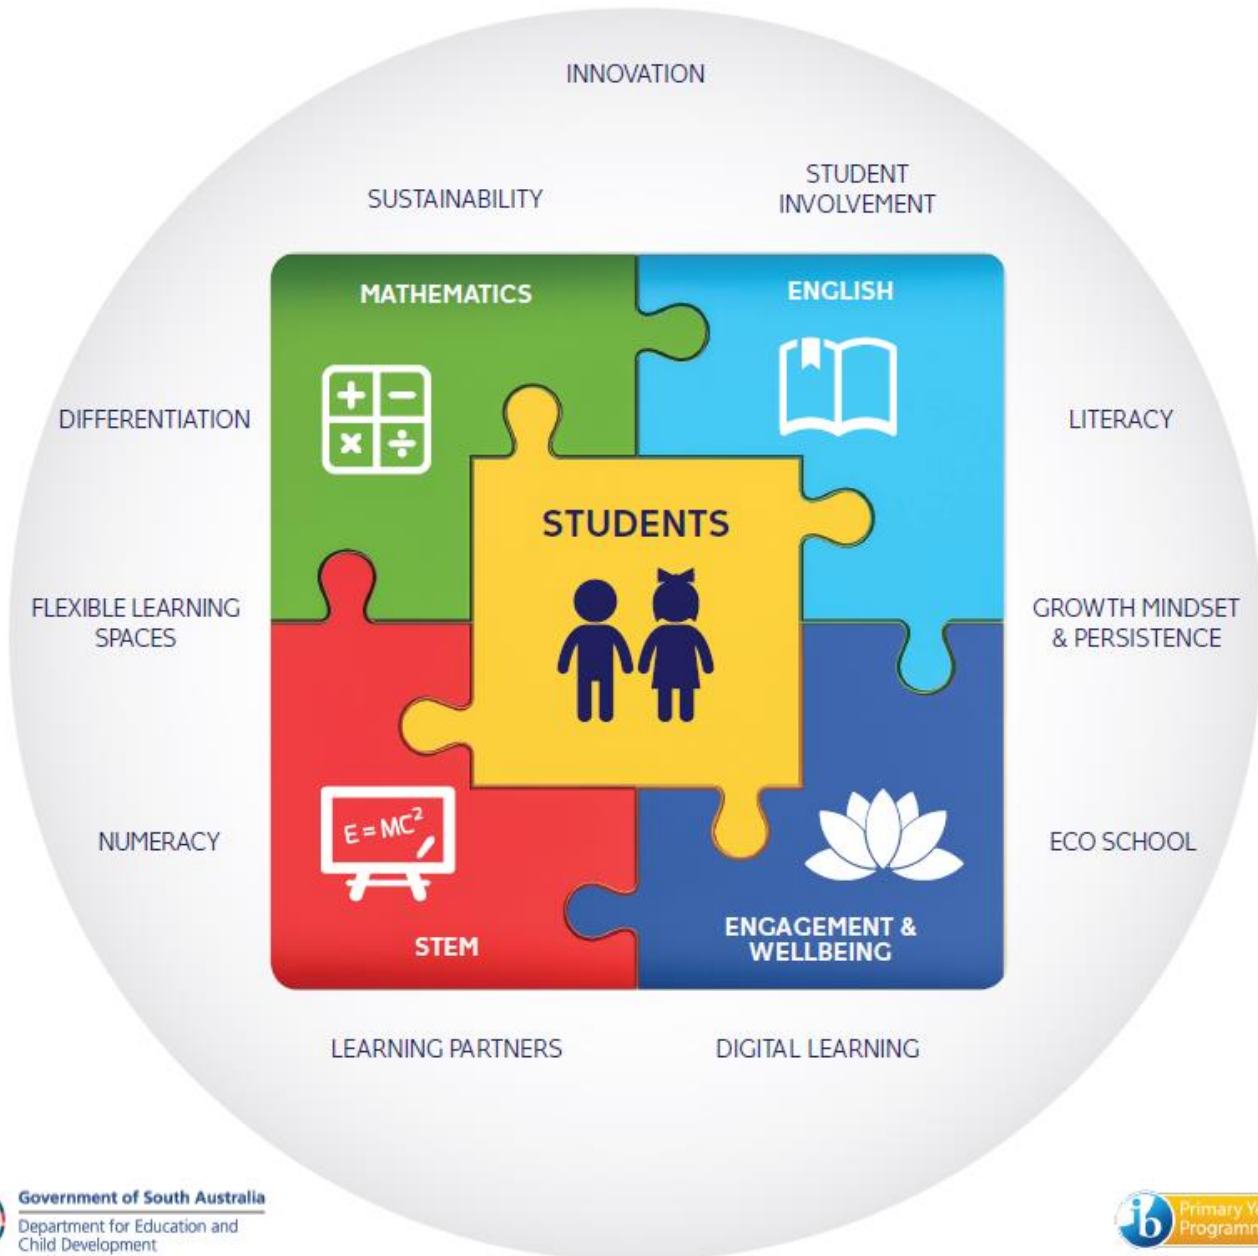 INNOVATION
SUSTAINABILITY
STUDENT
INVOLVEMENT
MATHEMATICS
ENGLISH
+ −
× ÷
DIFFERENTIATION
LITERACY
STUDENTS
FLEXIBLE LEARNING
SPACES
GROWTH MINDSET
& PERSISTENCE
NUMERACY
E = MC²
ECO SCHOOL
STEM
ENGAGEMENT &
WELLBEING
LEARNING PARTNERS
DIGITAL LEARNING
Government of South Australia
Department for Education and
Child Development
ib
Primary